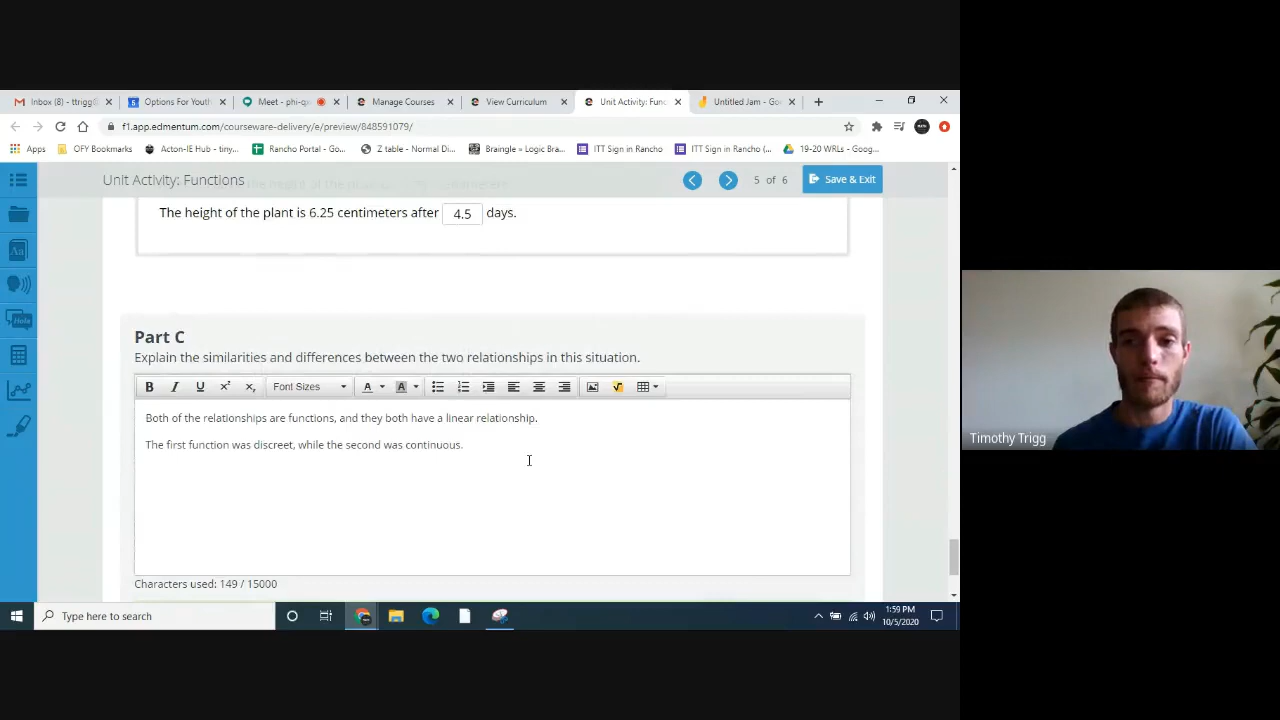 Inbox (8) - ttrigg@
Options For Youth
Meet - phi-qx
Manage Courses
View Curriculum
Unit Activity: Func
Untitled Jam - Go
f1.app.edmentum.com/courseware-delivery/e/preview/848591079/
Apps
OFY Bookmarks
Acton-IE Hub - tiny...
Rancho Portal - Go...
Z table - Normal Di...
Braingle » Logic Bra...
ITT Sign in Rancho
ITT Sign in Rancho (...
19-20 WRLs - Goog...
Unit Activity: Functions
5 of 6
Save & Exit
The height of the plant is 6.25 centimeters after 4.5 days.
Part C
Explain the similarities and differences between the two relationships in this situation.
B I U x² xₓ Font Sizes A A
Both of the relationships are functions, and they both have a linear relationship.
The first function was discreet, while the second was continuous.
Characters used: 149 / 15000
Timothy Trigg
Type here to search
1:59 PM
10/5/2020